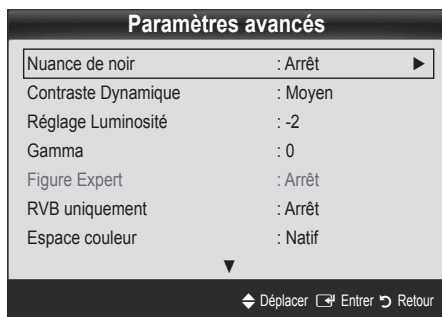 Paramètres avancés
Nuance de noir : Arrêt ►
Contraste Dynamique : Moyen
Réglage Luminosité : -2
Gamma : 0
Figure Expert : Arrêt
RVB uniquement : Arrêt
Espace couleur : Natif
▼
Déplacer Entrer Retour